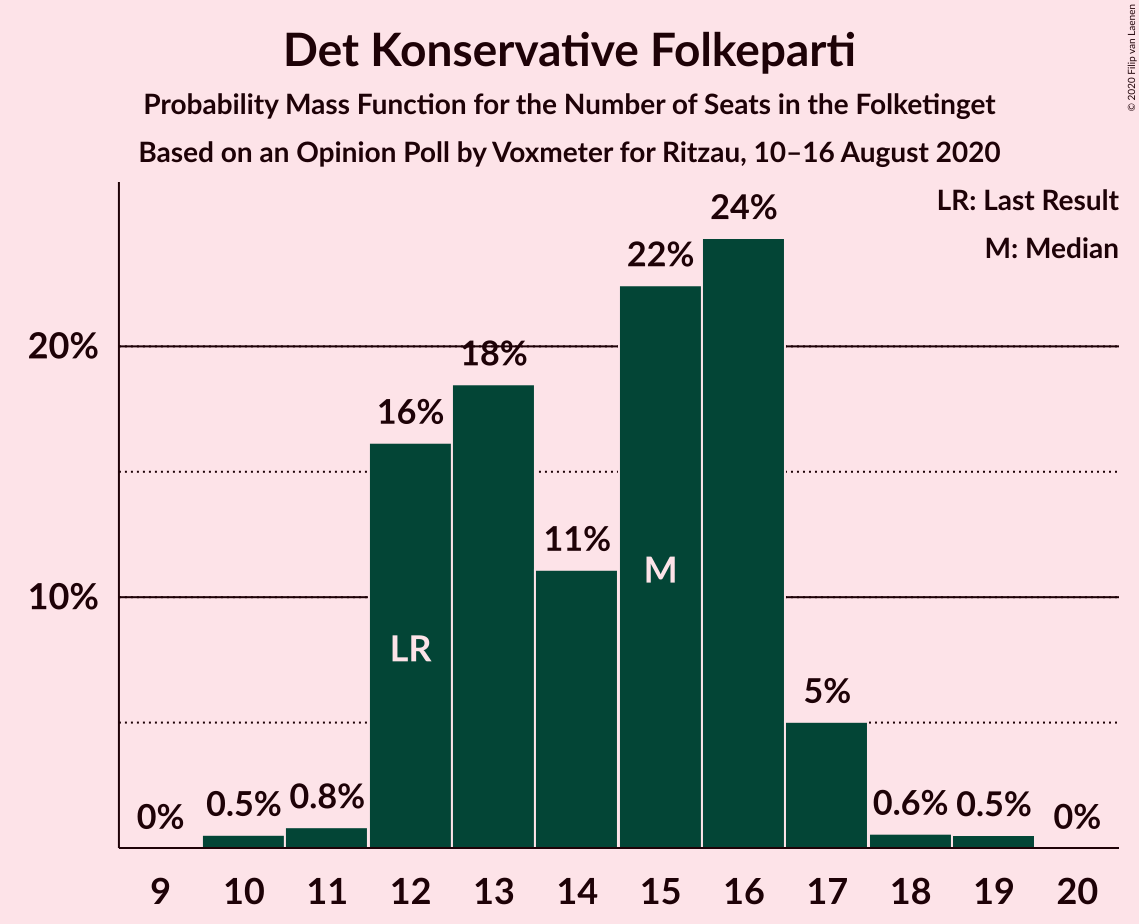 Det Konservative Folkeparti
Probability Mass Function for the Number of Seats in the Folketinget
Based on an Opinion Poll by Voxmeter for Ritzau, 10–16 August 2020
© 2020 Filip van Laenen
LR: Last Result
M: Median
20%
10%
0%
0.5%
0.8%
16%
18%
11%
22%
24%
5%
0.6%
0.5%
0%
LR
M
9 10 11 12 13 14 15 16 17 18 19 20